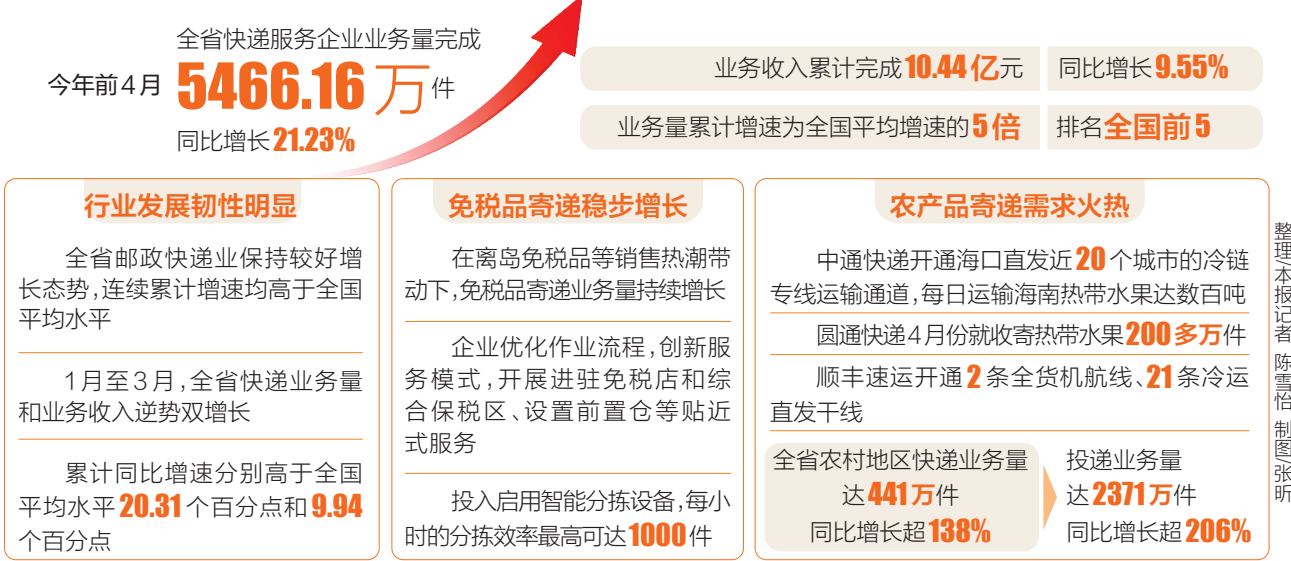 全省快递服务企业业务量完成
今年前4月 5466.16万件
同比增长21.23%
业务收入累计完成10.44亿元 同比增长9.55%
业务量累计增速为全国平均增速的5倍 排名全国前5
行业发展韧性明显
全省邮政快递业保持较好增
长态势,连续累计增速均高于全国
平均水平
1月至3月,全省快递业务量
和业务收入逆势双增长
累计同比增速分别高于全国
平均水平20.31个百分点和9.94
个百分点
免税品寄递稳步增长
在离岛免税品等销售热潮带
动下,免税品寄递业务量持续增长
企业优化作业流程,创新服
务模式,开展进驻免税店和综
合保税区、设置前置仓等贴近
式服务
投入启用智能分拣设备,每小
时的分拣效率最高可达1000件
农产品寄递需求火热
中通快递开通海口直发近20个城市的冷链
专线运输通道,每日运输海南热带水果达数百吨
圆通快递4月份就收寄热带水果200多万件
顺丰速运开通2条全货机航线、21条冷运
直发干线
全省农村地区快递业务量
达441万件
同比增长超138%
投递业务量
达2371万件
同比增长超206%
整理/本报记者 陈雪怡 制图/张昕